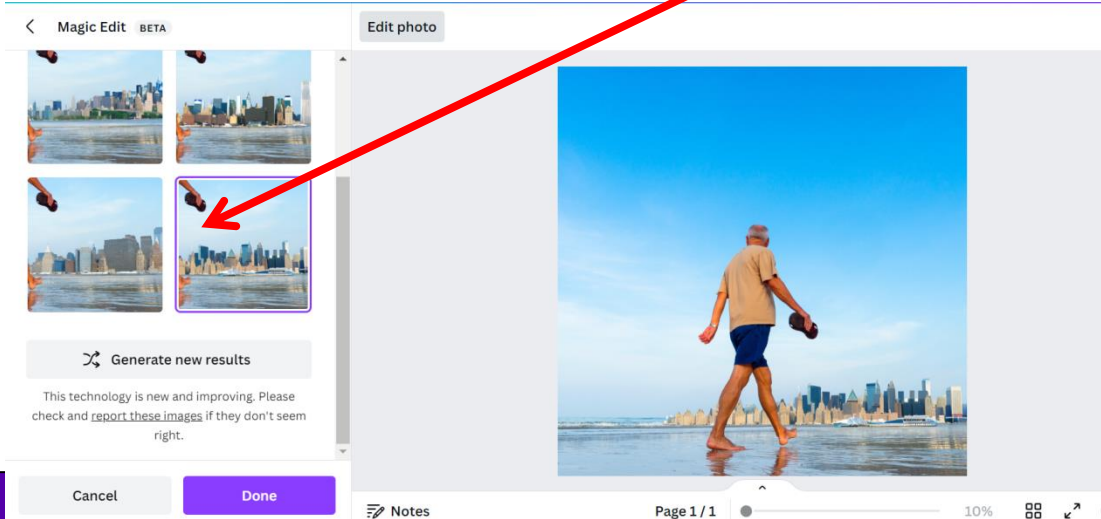 Magic Edit BETA
Edit photo
Generate new results
This technology is new and improving. Please
check and report these images if they don't seem
right.
Cancel
Done
Notes
Page 1 / 1
10%